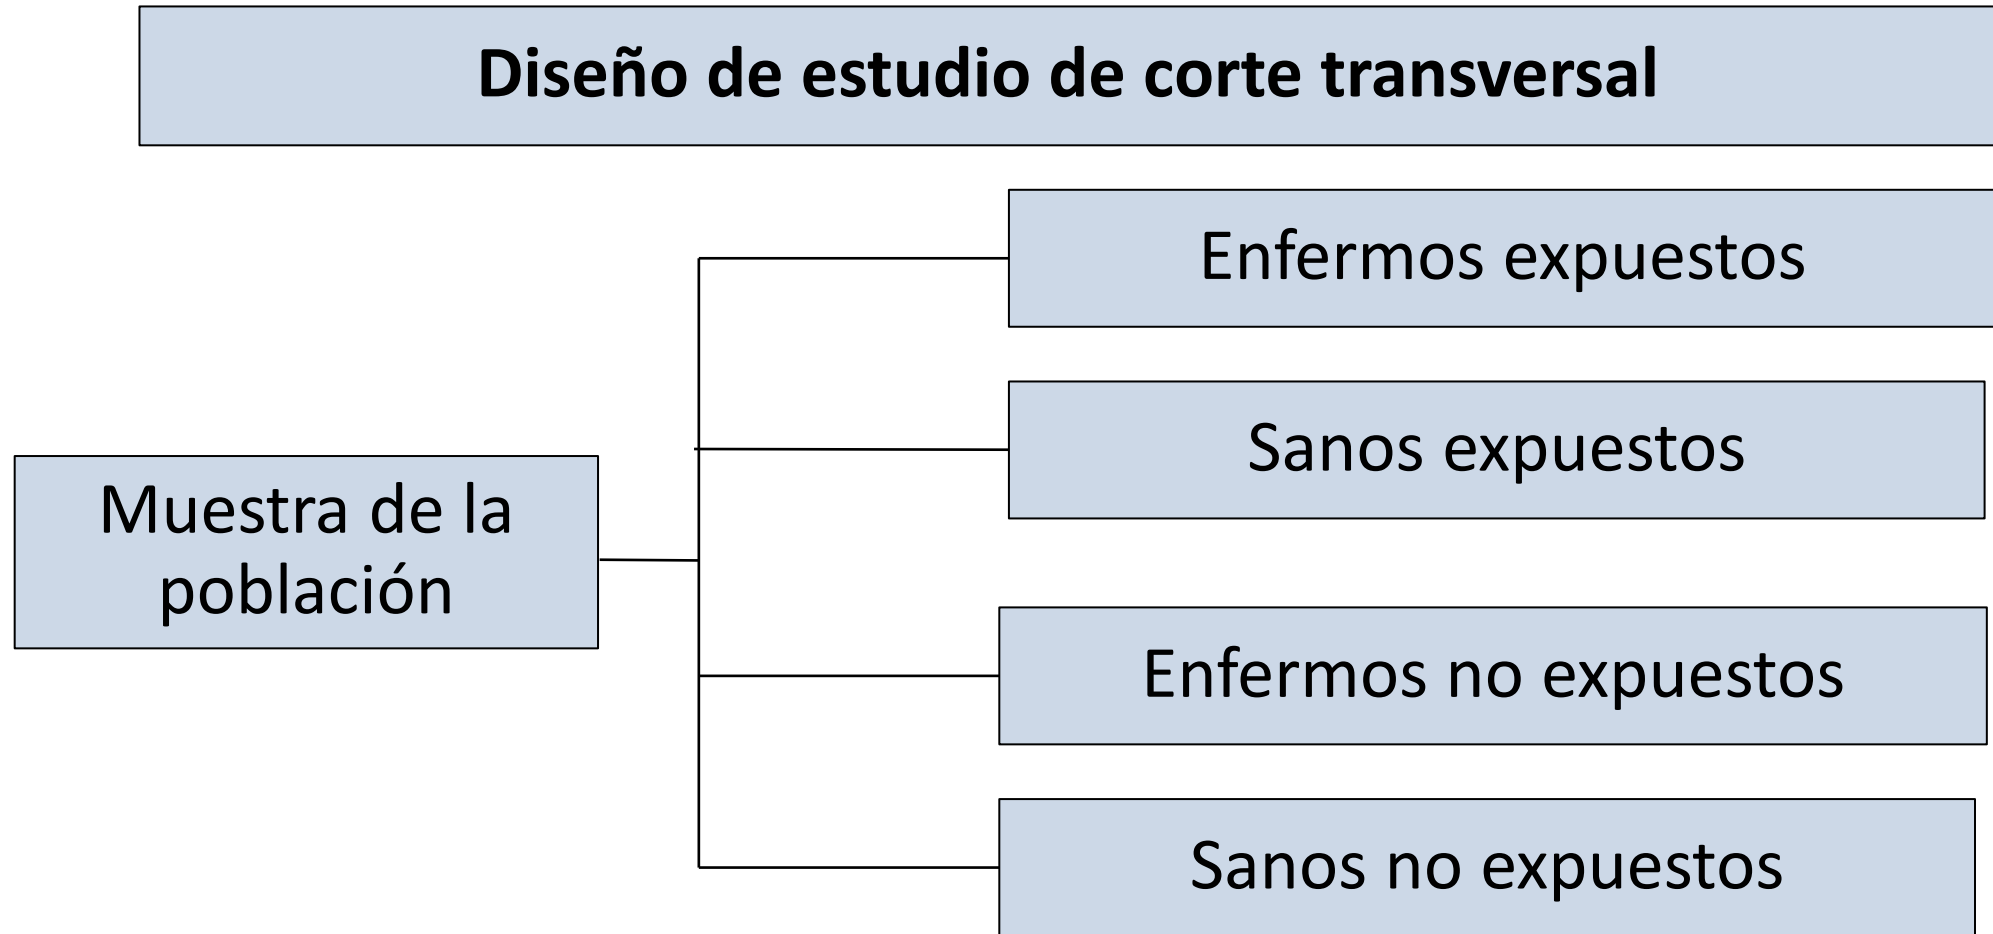 Diseño de estudio de corte transversal
Enfermos expuestos
Sanos expuestos
Muestra de la
población
Enfermos no expuestos
Sanos no expuestos